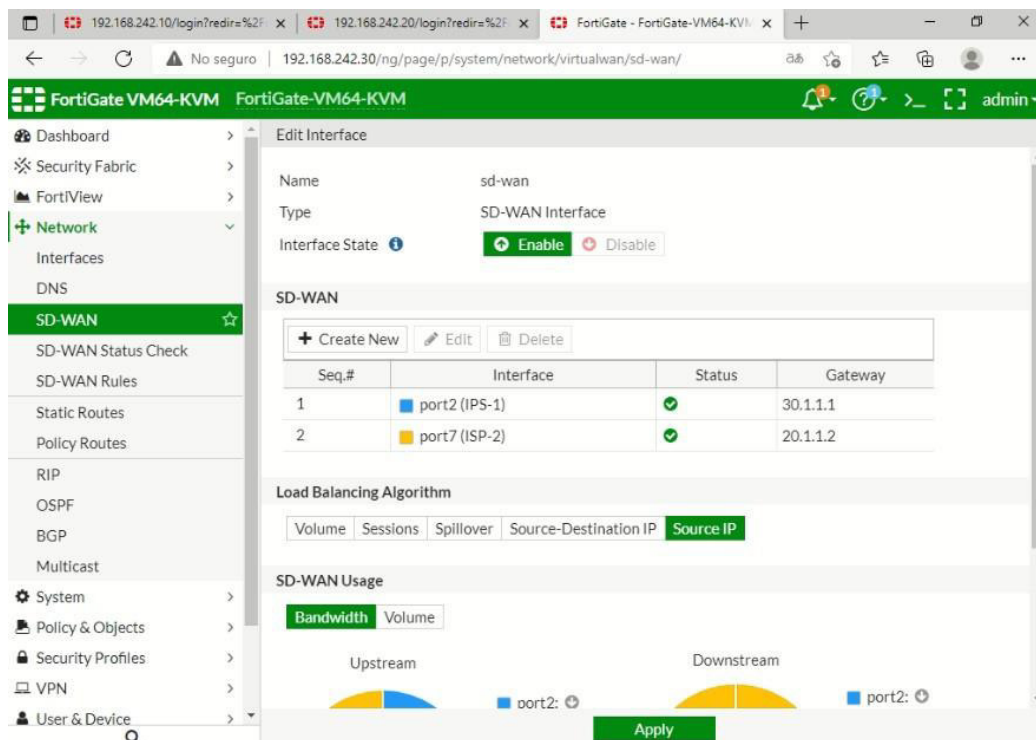 192.168.242.10/login?redir=%2F
192.168.242.20/login?redir=%2F
FortiGate - FortiGate-VM64-KVM
No seguro 192.168.242.30/ng/page/p/system/network/virtualwan/sd-wan/
FortiGate VM64-KVM FortiGate-VM64-KVM
1
1
admin
Dashboard
Security Fabric
FortiView
Network
Interfaces
DNS
SD-WAN
SD-WAN Status Check
SD-WAN Rules
Static Routes
Policy Routes
RIP
OSPF
BGP
Multicast
System
Policy & Objects
Security Profiles
VPN
User & Device
Edit Interface
Name sd-wan
Type SD-WAN Interface
Interface State Enable Disable
SD-WAN
+ Create New Edit Delete
Seq.# Interface Status Gateway
1 port2 (IPS-1) 30.1.1.1
2 port7 (ISP-2) 20.1.1.2
Load Balancing Algorithm
Volume Sessions Spillover Source-Destination IP Source IP
SD-WAN Usage
Bandwidth Volume
Upstream Downstream
port2: port2:
Apply